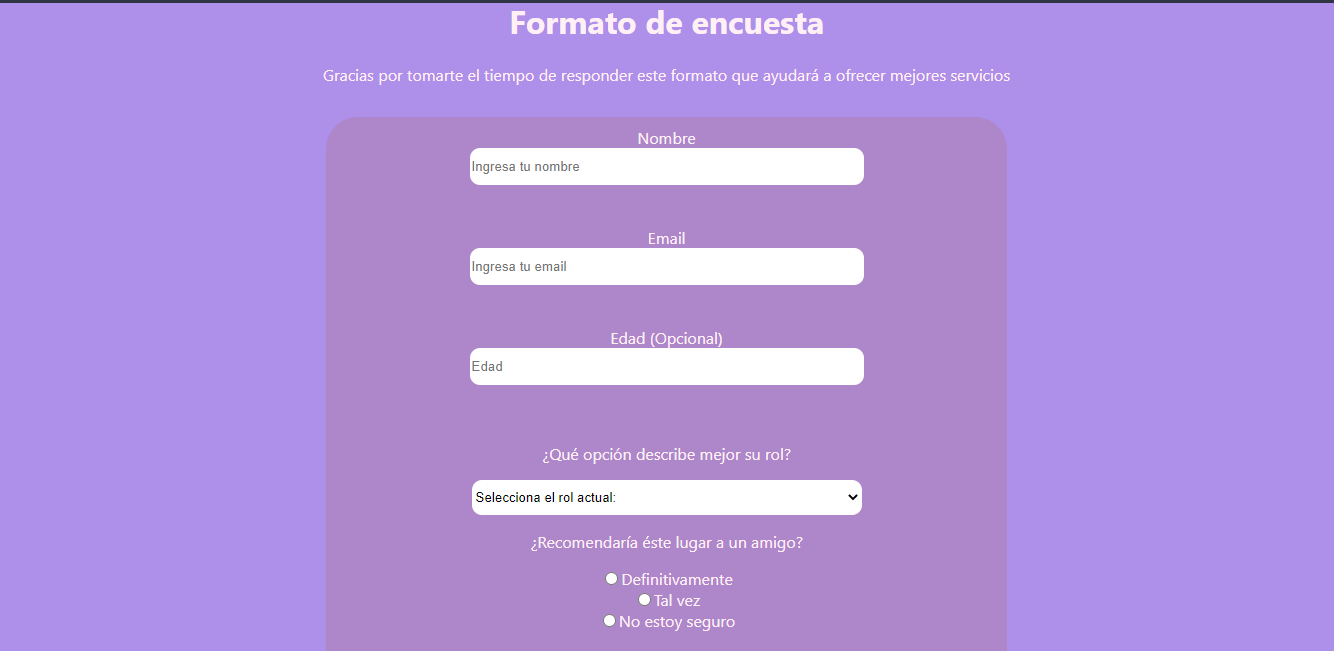 Formato de encuesta
Gracias por tomarte el tiempo de responder este formato que ayudará a ofrecer mejores servicios
Nombre
Ingresa tu nombre
Email
Ingresa tu email
Edad (Opcional)
Edad
¿Qué opción describe mejor su rol?
Selecciona el rol actual:
¿Recomendaría éste lugar a un amigo?
Definitivamente
Tal vez
No estoy seguro